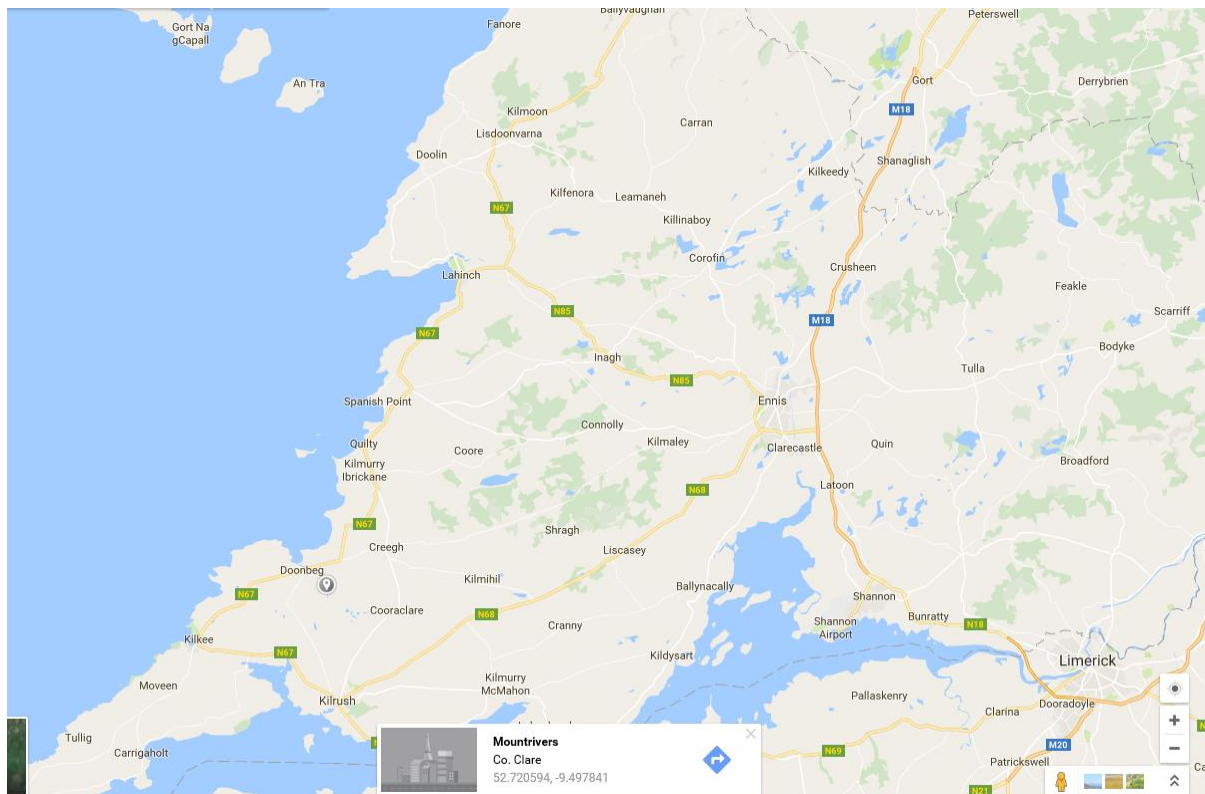 Ballyvaughan
Fanore
Peterswell
Gort Na
gCapall
An Tra
Gort
Derrybrien
M18
Kilmoon
Carran
Lisdoonvarna
Doolin
Shanaglish
Kilkeedy
Kilfenora
Leamaneh
N67
Killinaboy
Corofin
Crusheen
Lahinch
Feakle
N85
Scarriff
M18
N67
Bodyke
Inagh
Tulla
N85
Spanish Point
Ennis
Connolly
Quilty
Kilmaley
Quin
Coore
Clarecastle
Kilmurry
Ibrickane
Broadford
Latoon
N68
N67
Shragh
Creegh
Liscasey
Doonbeg
Kilmihil
Ballynacally
N67
Shannon
Cooraclare
N68
Bunratty
Cranny
Shannon
Airport
N18
Kilkee
N67
Kildysart
Limerick
Moveen
Kilmurry
McMahon
Pallaskenry
Kilrush
Clarina
Dooradoyle
Tullig
Carrigaholt
N69
M20
Patrickswell
N21
Mountrivers
Co. Clare
52.720594, -9.497841